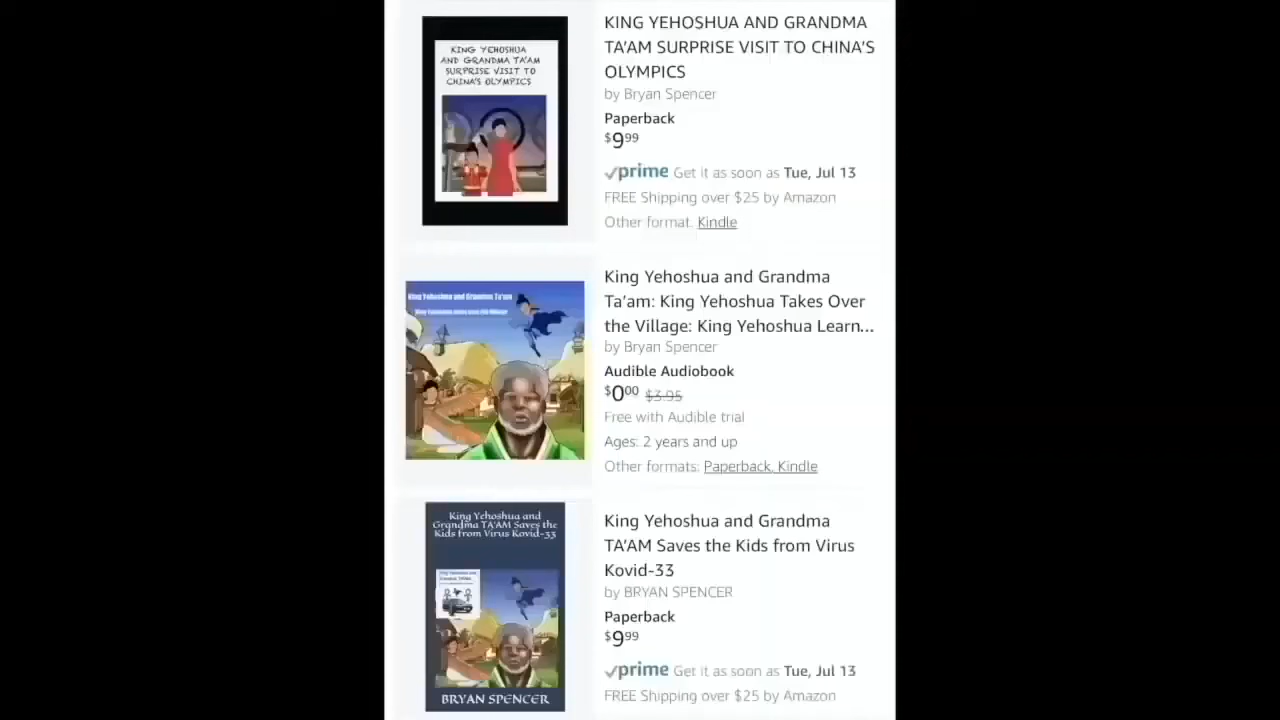 KING YEHOSHUA
AND GRANDMA TA'AM
SURPRISE VISIT TO
CHINA'S OLYMPICS
KING YEHOSHUA AND GRANDMA
TA'AM SURPRISE VISIT TO CHINA'S
OLYMPICS
by Bryan Spencer
Paperback
$9.99
prime Get it as soon as Tue, Jul 13
FREE Shipping over $25 by Amazon
Other format. Kindle
King Yehoshua and Grandma Ta'am
King Yehoshua and Grandma
Ta'am: King Yehoshua Takes Over
the Village: King Yehoshua Learn...
by Bryan Spencer
Audible Audiobook
$0.00 $3.95
Free with Audible trial
Ages: 2 years and up
Other formats: Paperback, Kindle
King Yehoshua and
Grandma TA'AM Saves the
Kids from Virus Kovid-33
BRYAN SPENCER
King Yehoshua and Grandma
TA'AM Saves the Kids from Virus
Kovid-33
by BRYAN SPENCER
Paperback
$9.99
prime Get it as soon as Tue, Jul 13
FREE Shipping over $25 by Amazon